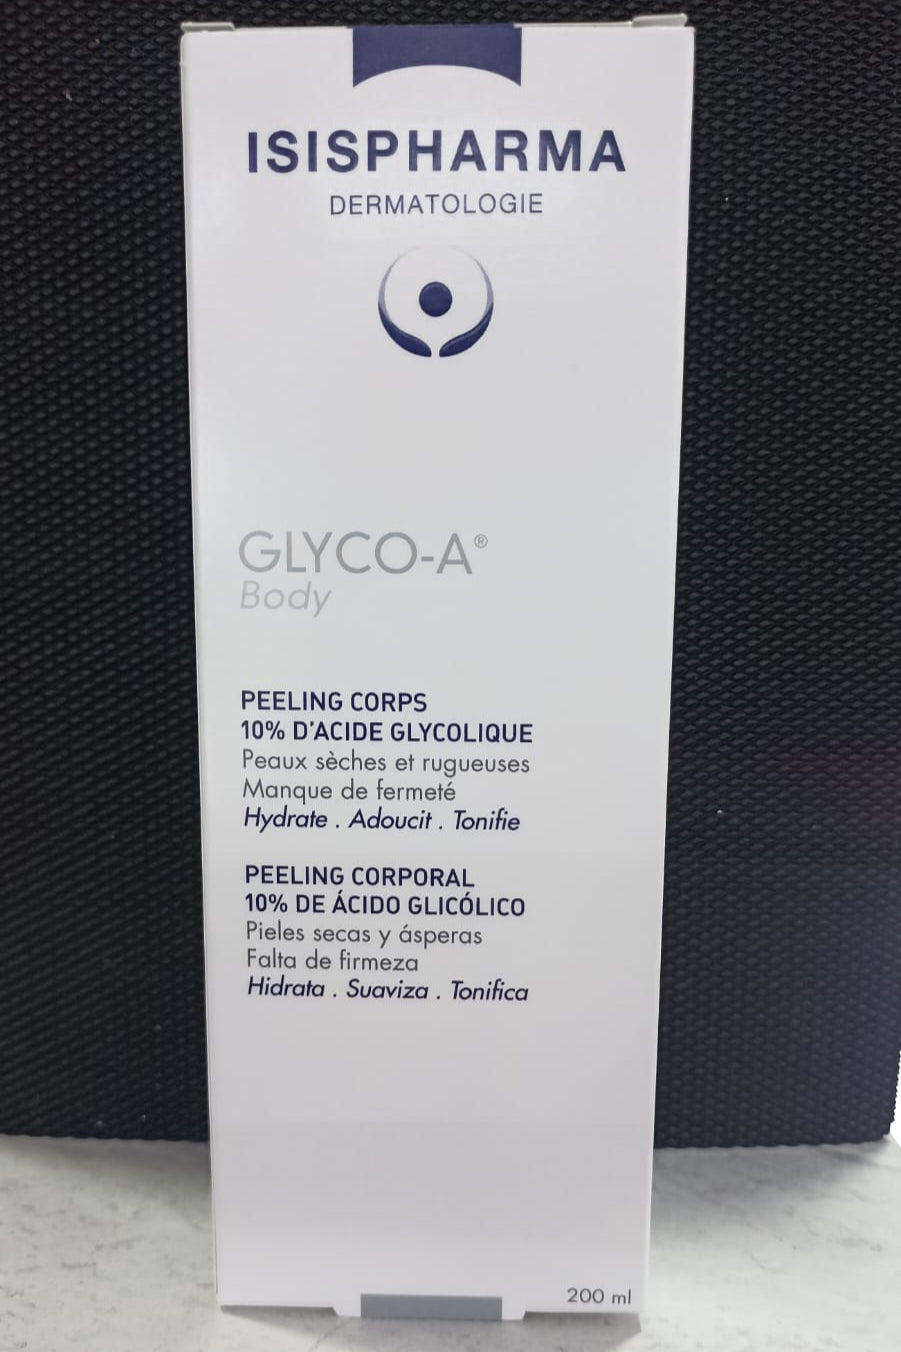 ISISPHARMA
DERMATOLOGIE
GLYCO-A®
Body
PEELING CORPS
10% D'ACIDE GLYCOLIQUE
Peaux sèches et rugueuses
Manque de fermeté
Hydrate . Adoucit . Tonifie
PEELING CORPORAL
10% DE ÁCIDO GLICÓLICO
Pieles secas y ásperas
Falta de firmeza
Hidrata . Suaviza . Tonifica
200 ml